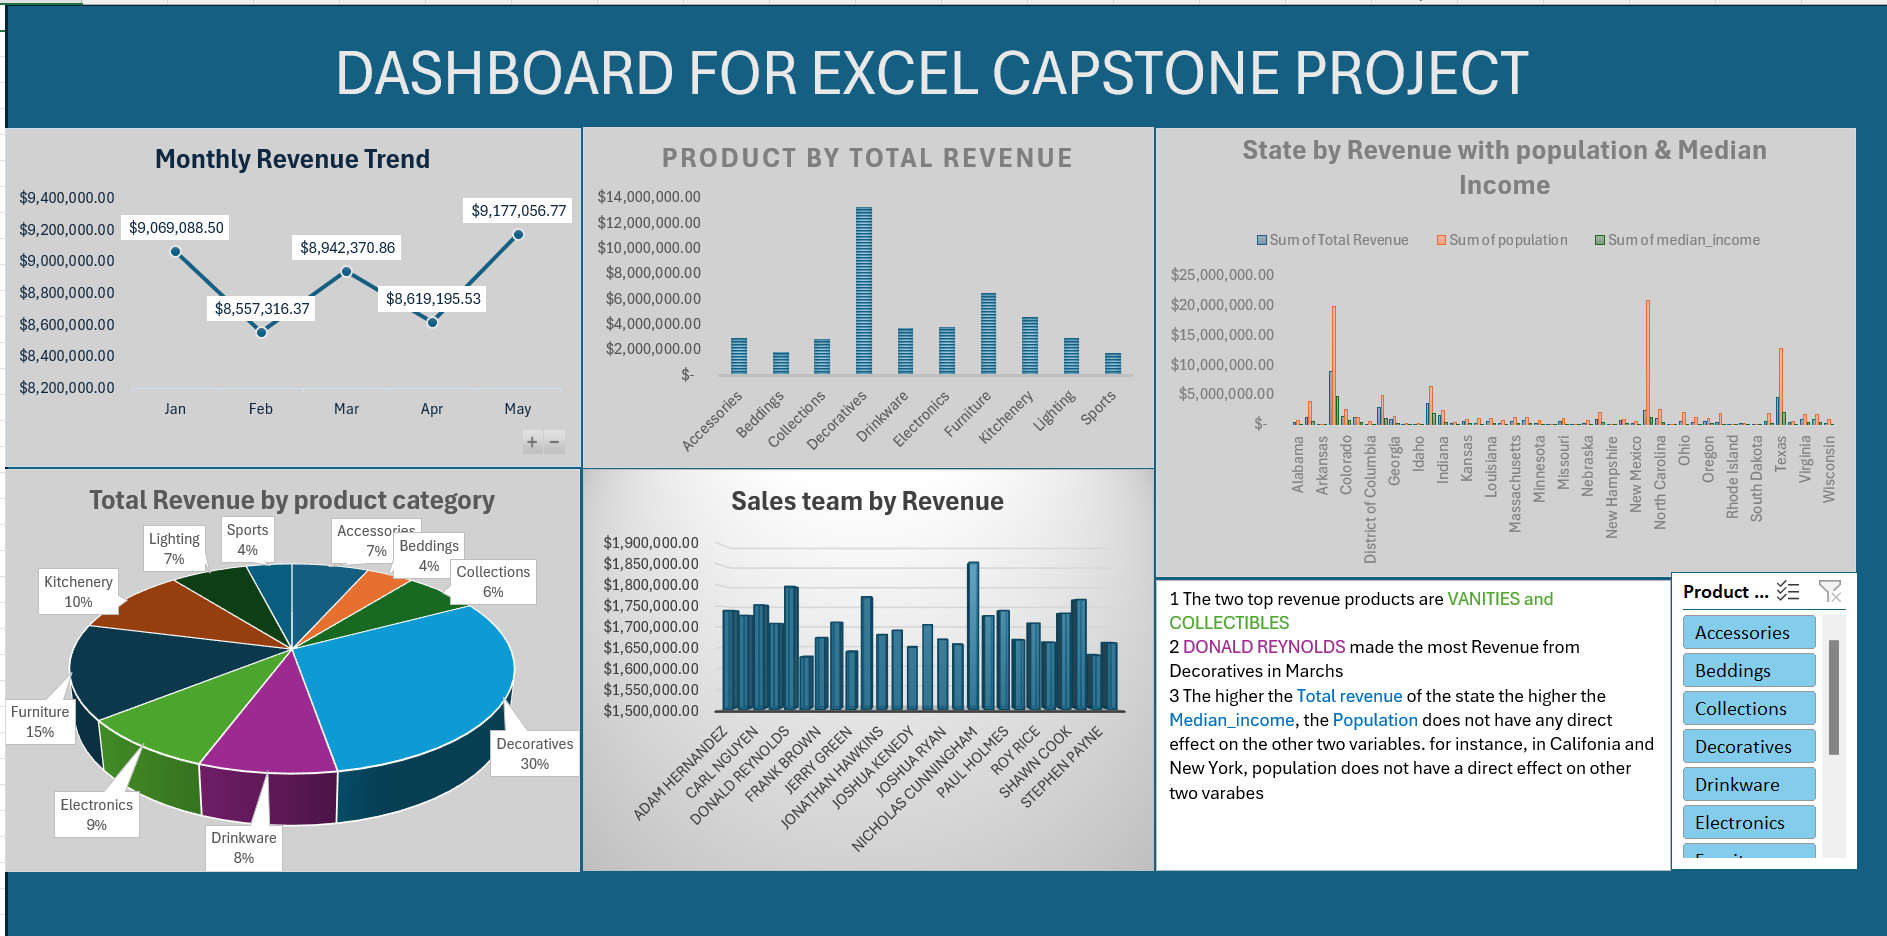 DASHBOARD FOR EXCEL CAPSTONE PROJECT
Monthly Revenue Trend
$9,400,000.00
$9,200,000.00
$9,000,000.00
$8,800,000.00
$8,600,000.00
$8,400,000.00
$8,200,000.00
$9,069,088.50
$8,557,316.37
$8,942,370.86
$8,619,195.53
$9,177,056.77
Jan Feb Mar Apr May
+ −
PRODUCT BY TOTAL REVENUE
$14,000,000.00
$12,000,000.00
$10,000,000.00
$8,000,000.00
$6,000,000.00
$4,000,000.00
$2,000,000.00
$-
Accessories
Beddings
Collections
Decoratives
Drinkware
Electronics
Furniture
Kitchenery
Lighting
Sports
State by Revenue with population & Median
Income
Sum of Total Revenue Sum of population Sum of median_income
$25,000,000.00
$20,000,000.00
$15,000,000.00
$10,000,000.00
$5,000,000.00
$-
Alabama
Arkansas
Colorado
District of Columbia
Georgia
Idaho
Indiana
Kansas
Louisiana
Massachusetts
Minnesota
Missouri
Nebraska
New Hampshire
New Mexico
North Carolina
Ohio
Oregon
Rhode Island
South Dakota
Texas
Virginia
Wisconsin
Total Revenue by product category
Sports
4%
Accessories
7%
Beddings
4%
Collections
6%
Decoratives
30%
Drinkware
8%
Electronics
9%
Furniture
15%
Kitchenery
10%
Lighting
7%
Sales team by Revenue
$1,900,000.00
$1,850,000.00
$1,800,000.00
$1,750,000.00
$1,700,000.00
$1,650,000.00
$1,600,000.00
$1,550,000.00
$1,500,000.00
ADAM HERNANDEZ
CARL NGUYEN
DONALD REYNOLDS
FRANK BROWN
JERRY GREEN
JONATHAN HAWKINS
JOSHUA KENEDY
JOSHUA RYAN
NICHOLAS CUNNINGHAM
PAUL HOLMES
ROY RICE
SHAWN COOK
STEPHEN PAYNE
1 The two top revenue products are VANITIES and
COLLECTIBLES
2 DONALD REYNOLDS made the most Revenue from
Decoratives in Marchs
3 The higher the Total revenue of the state the higher the
Median_income, the Population does not have any direct
effect on the other two variables. for instance, in Califonia and
New York, population does not have a direct effect on other
two varabes
Product ...
Accessories
Beddings
Collections
Decoratives
Drinkware
Electronics